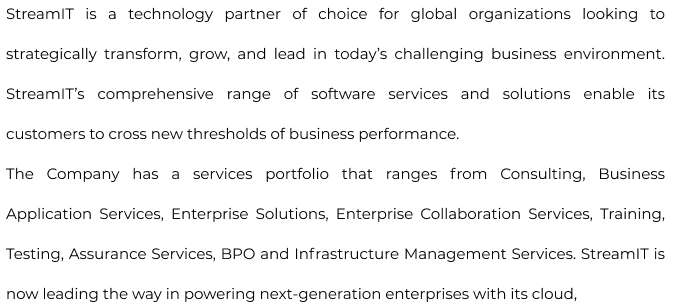 StreamIT is a technology partner of choice for global organizations looking to
strategically transform, grow, and lead in today’s challenging business environment.
StreamIT’s comprehensive range of software services and solutions enable its
customers to cross new thresholds of business performance.
The Company has a services portfolio that ranges from Consulting, Business
Application Services, Enterprise Solutions, Enterprise Collaboration Services, Training,
Testing, Assurance Services, BPO and Infrastructure Management Services. StreamIT is
now leading the way in powering next-generation enterprises with its cloud,